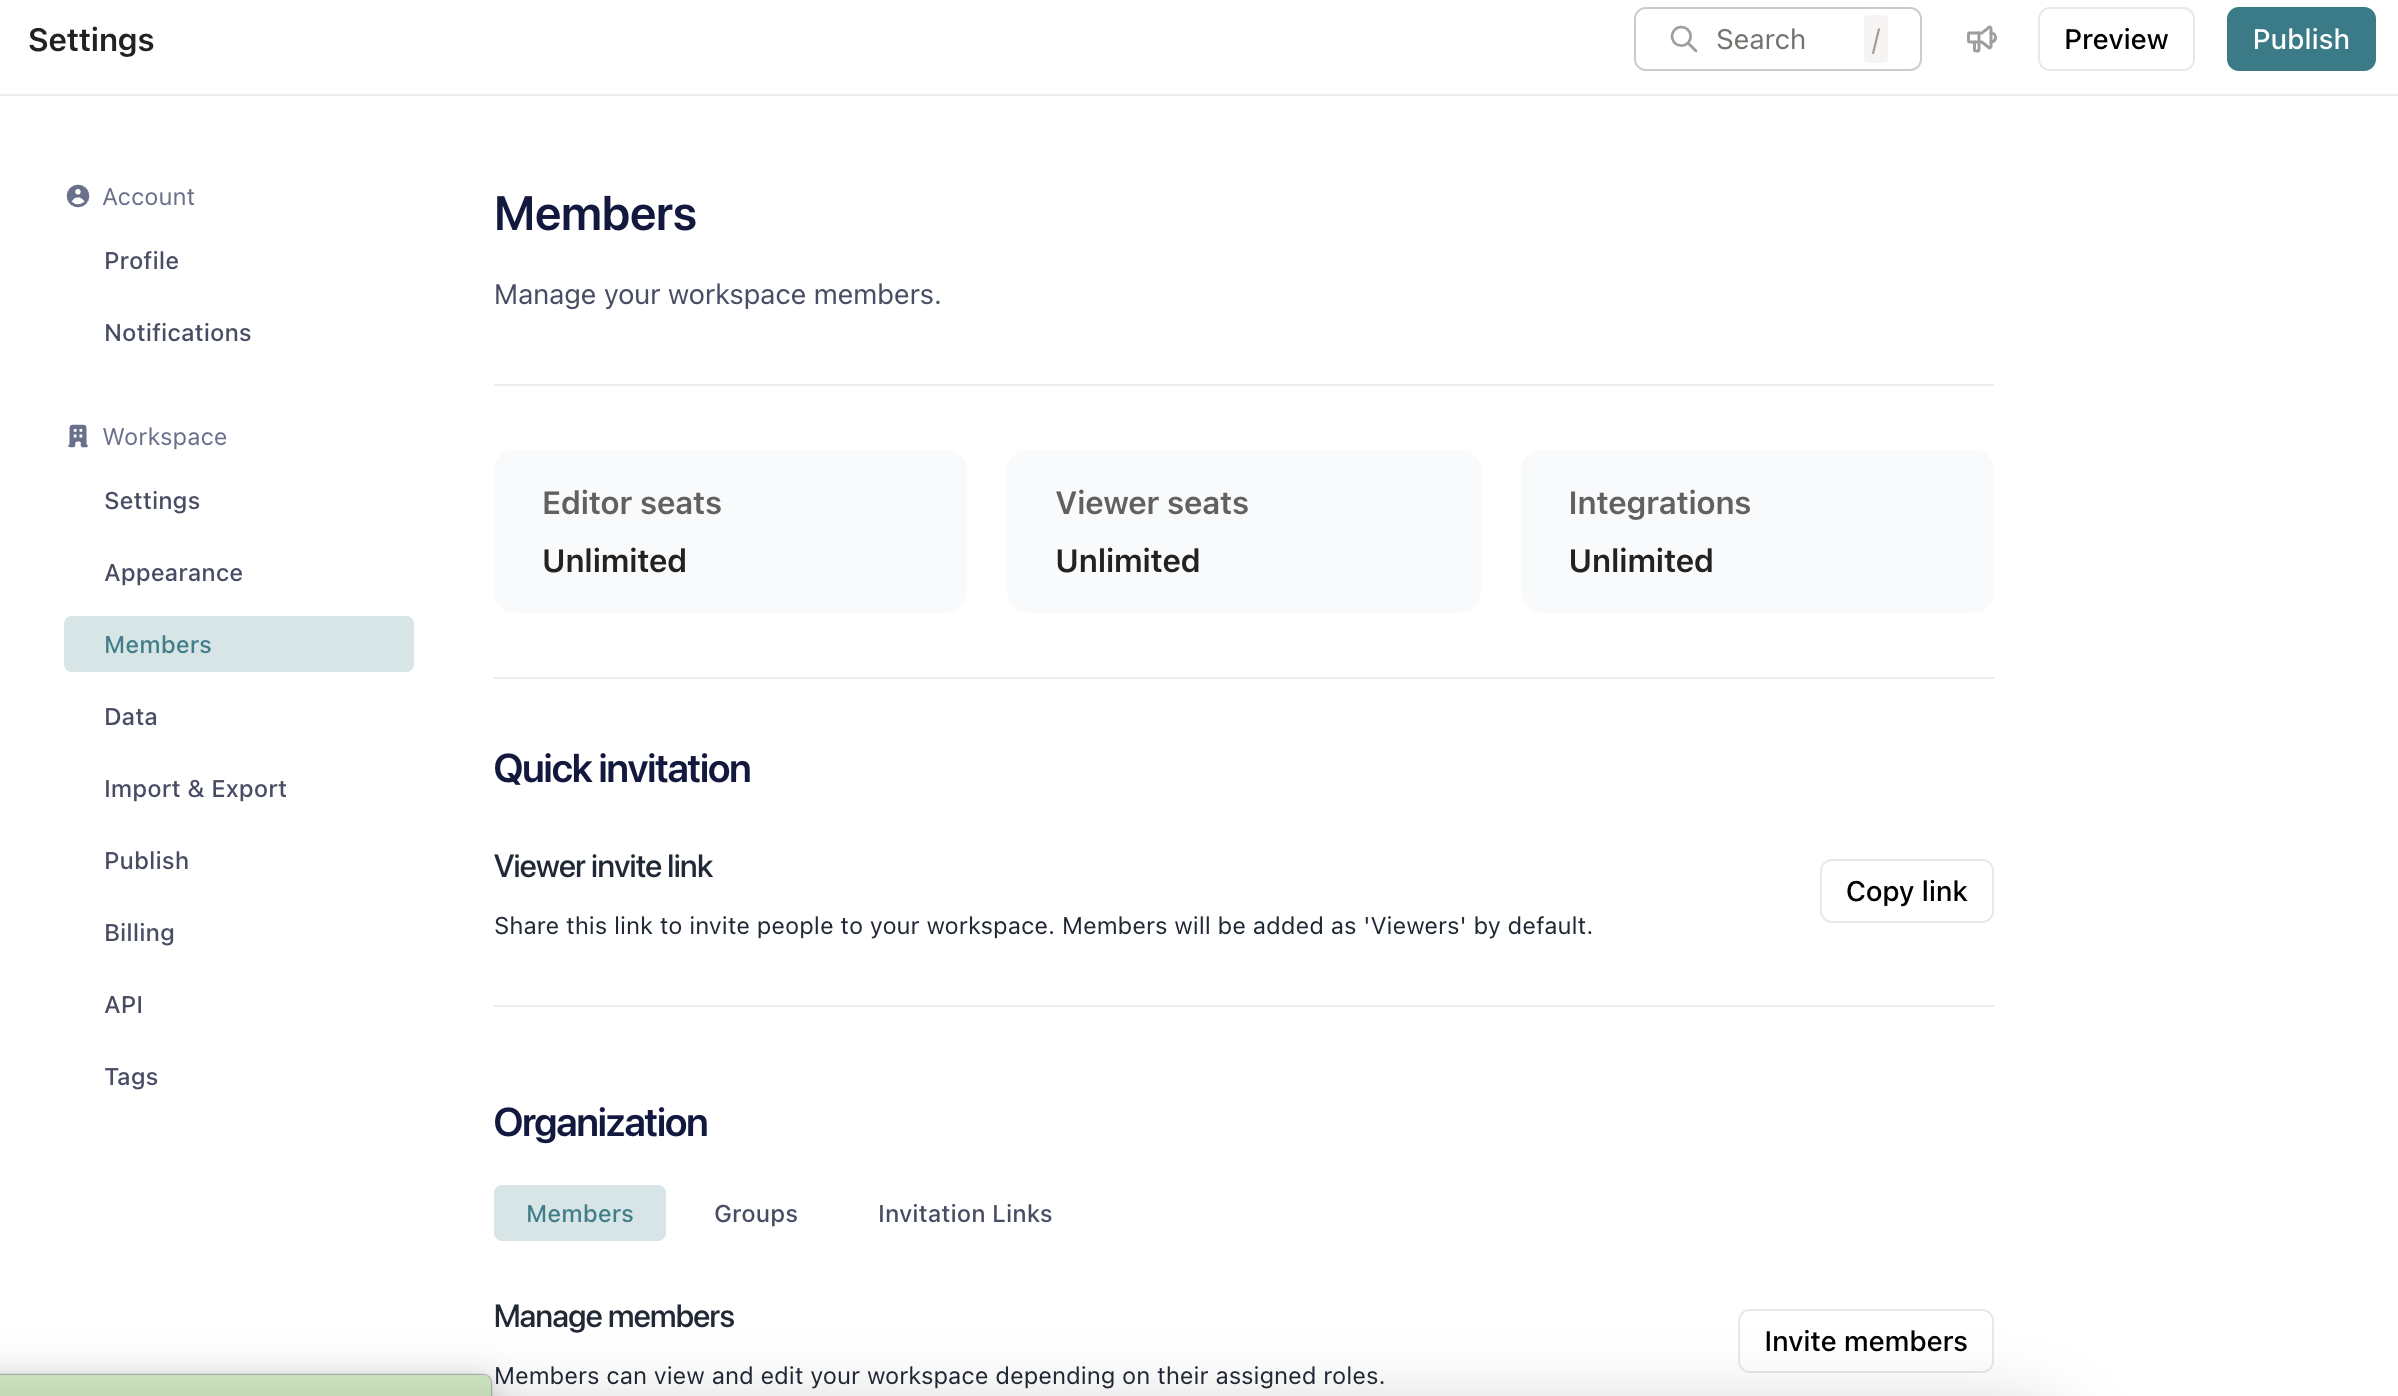 Settings
Search /
Preview
Publish
Account
Profile
Notifications
Workspace
Settings
Appearance
Members
Data
Import & Export
Publish
Billing
API
Tags
Members
Manage your workspace members.
Editor seats
Unlimited
Viewer seats
Unlimited
Integrations
Unlimited
Quick invitation
Viewer invite link
Share this link to invite people to your workspace. Members will be added as 'Viewers' by default.
Copy link
Organization
Members
Groups
Invitation Links
Manage members
Members can view and edit your workspace depending on their assigned roles.
Invite members